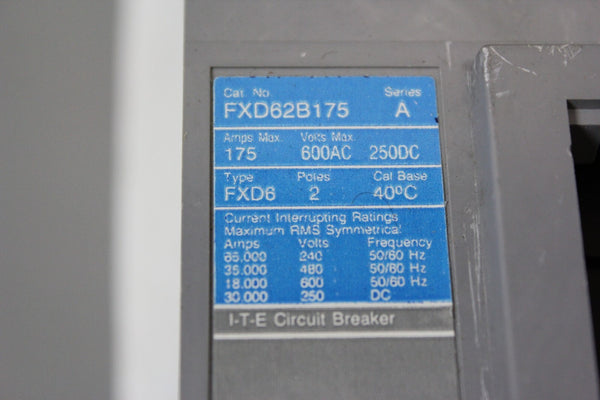 Cat. No. Series
FXD62B175 A
Amps Max. Volts Max.
175 600AC 250DC
Type Poles Cal Base
FXD6 2 40ºC
Current Interrupting Ratings
Maximum RMS Symmetrical
Amps Volts Frequency
65.000 240 50/60 Hz
35.000 480 50/60 Hz
18.000 600 50/60 Hz
30.000 250 DC
I-T-E Circuit Breaker